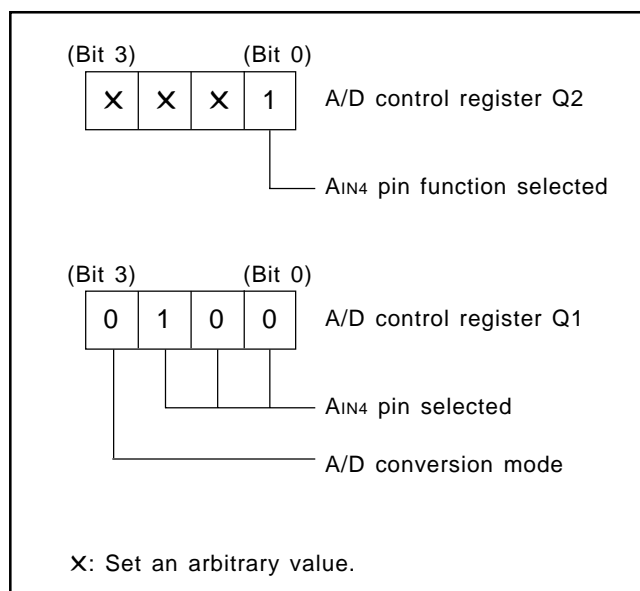 (Bit 3) (Bit 0)
✕ ✕ ✕ 1 A/D control register Q2
AIN4 pin function selected
(Bit 3) (Bit 0)
0 1 0 0 A/D control register Q1
AIN4 pin selected
A/D conversion mode
✕: Set an arbitrary value.